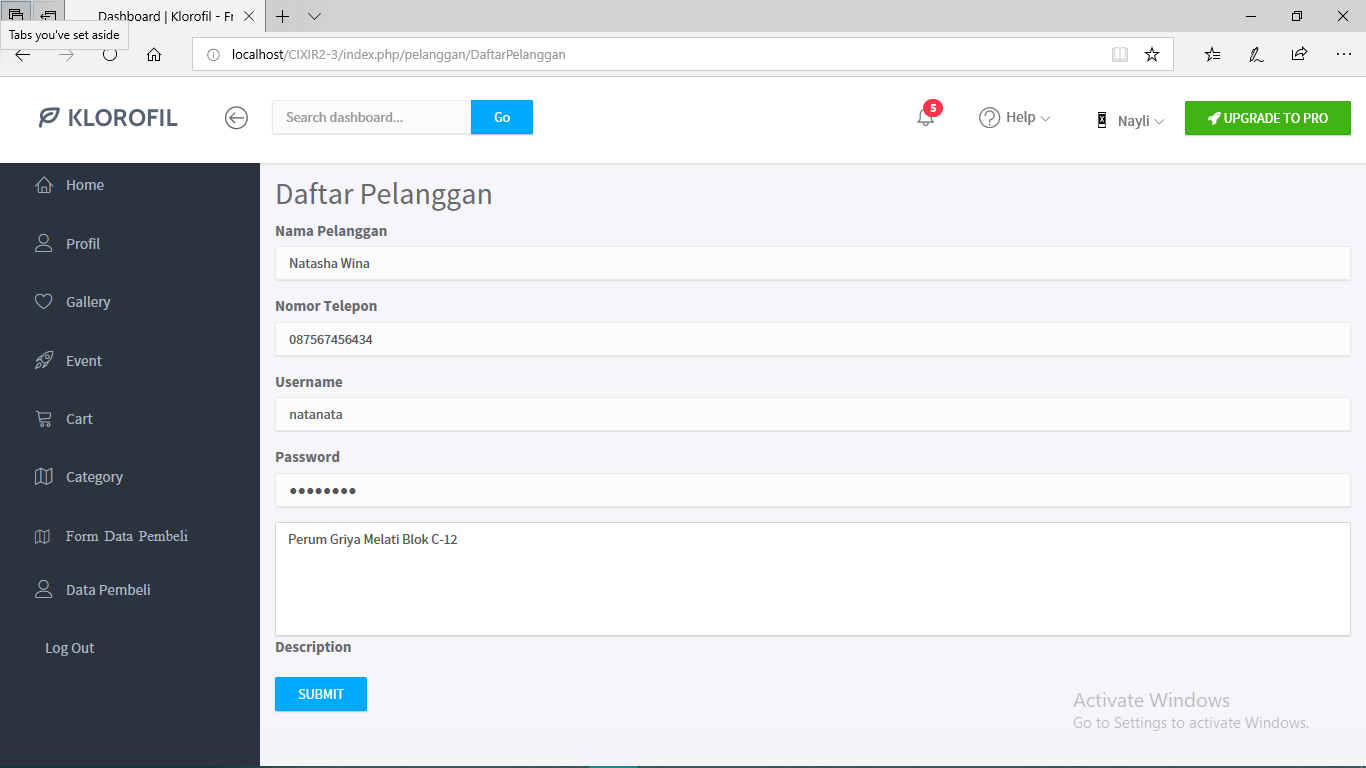 Dashboard | Klorofil - Fr
Tabs you've set aside
localhost/CIXIR2-3/index.php/pelanggan/DaftarPelanggan
KLOROFIL
Search dashboard...
Go
5
Help
Nayli
UPGRADE TO PRO
Home
Profil
Gallery
Event
Cart
Category
Form Data Pembeli
Data Pembeli
Log Out
Daftar Pelanggan
Nama Pelanggan
Natasha Wina
Nomor Telepon
087567456434
Username
natanata
Password
●●●●●●●●
Perum Griya Melati Blok C-12
Description
SUBMIT
Activate Windows
Go to Settings to activate Windows.